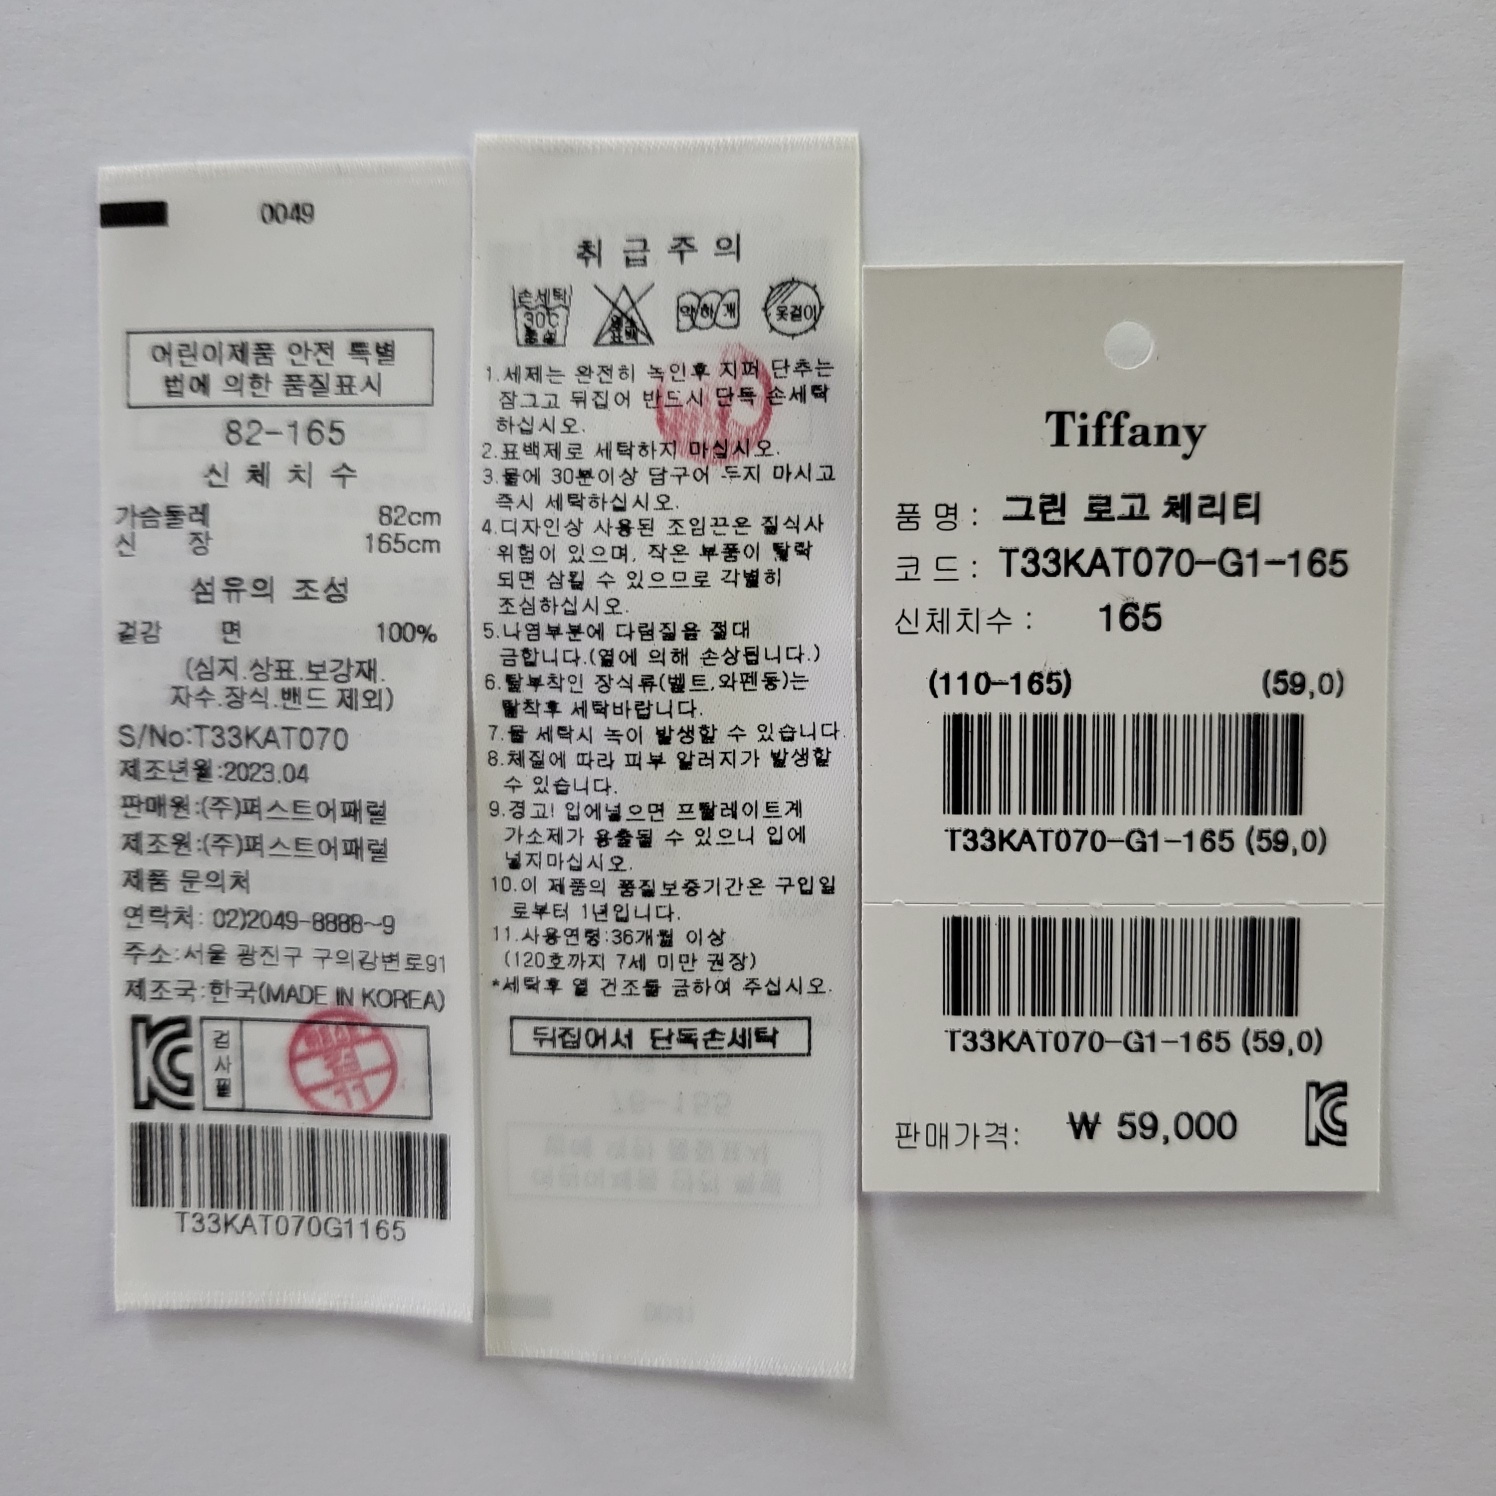 0049
어린이제품 안전 특별
법에 의한 품질표시
82-165
신 체 치 수
가슴둘레 82cm
신 장 165cm
섬유의 조성
겉감 면 100%
(심지.상표.보강재.
자수.장식.밴드 제외)
S/No:T33KAT070
제조년월:2023.04
판매원:(주)퍼스트어패럴
제조원:(주)퍼스트어패럴
제품 문의처
연락처: 02)2049-8888~9
주소:서울 광진구 구의강변로91
제조국:한국(MADE IN KOREA)
KC 검사필
11
T33KAT070G1165
취 급 주 의
손세탁 30C 중성
염소 표백
약하게
옷걸이
1.세제는 완전히 녹인후 지퍼 단추는
잠그고 뒤집어 반드시 단독 손세탁
하십시오.
2.표백제로 세탁하지 마십시오.
3.물에 30분이상 담구어 두지 마시고
즉시 세탁하십시오.
4.디자인상 사용된 조임끈은 질식사
위험이 있으며, 작은 부품이 탈락
되면 삼킬 수 있으므로 각별히
조심하십시오.
5.나염부분에 다림질을 절대
금합니다.(열에 의해 손상됩니다.)
6.탈부착인 장식류(벨트,와펜등)는
탈착후 세탁바랍니다.
7.물 세탁시 녹이 발생할 수 있습니다.
8.체질에 따라 피부 알러지가 발생할
수 있습니다.
9.경고! 입에넣으면 프탈레이트계
가소제가 용출될 수 있으니 입에
넣지마십시오.
10.이 제품의 품질보증기간은 구입일
로부터 1년입니다.
11.사용연령:36개월 이상
(120호까지 7세 미만 권장)
*세탁후 열 건조를 금하여 주십시오.
뒤집어서 단독손세탁
Tiffany
품 명 : 그린 로고 체리티
코 드 : T33KAT070-G1-165
신체치수 : 165
(110-165) (59,0)
T33KAT070-G1-165 (59,0)
T33KAT070-G1-165 (59,0)
판매가격: ₩ 59,000
KC